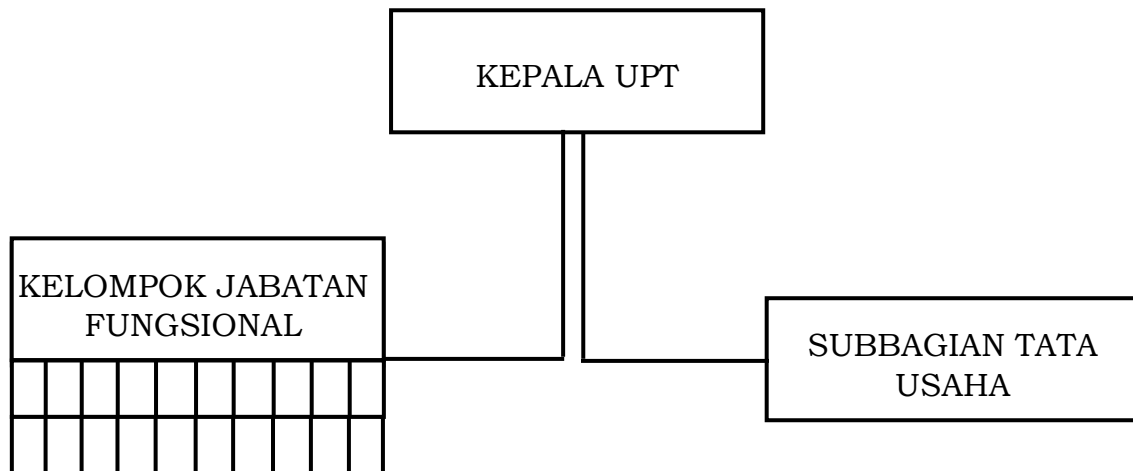 KEPALA UPT
KELOMPOK JABATAN
FUNGSIONAL
SUBBAGIAN TATA
USAHA